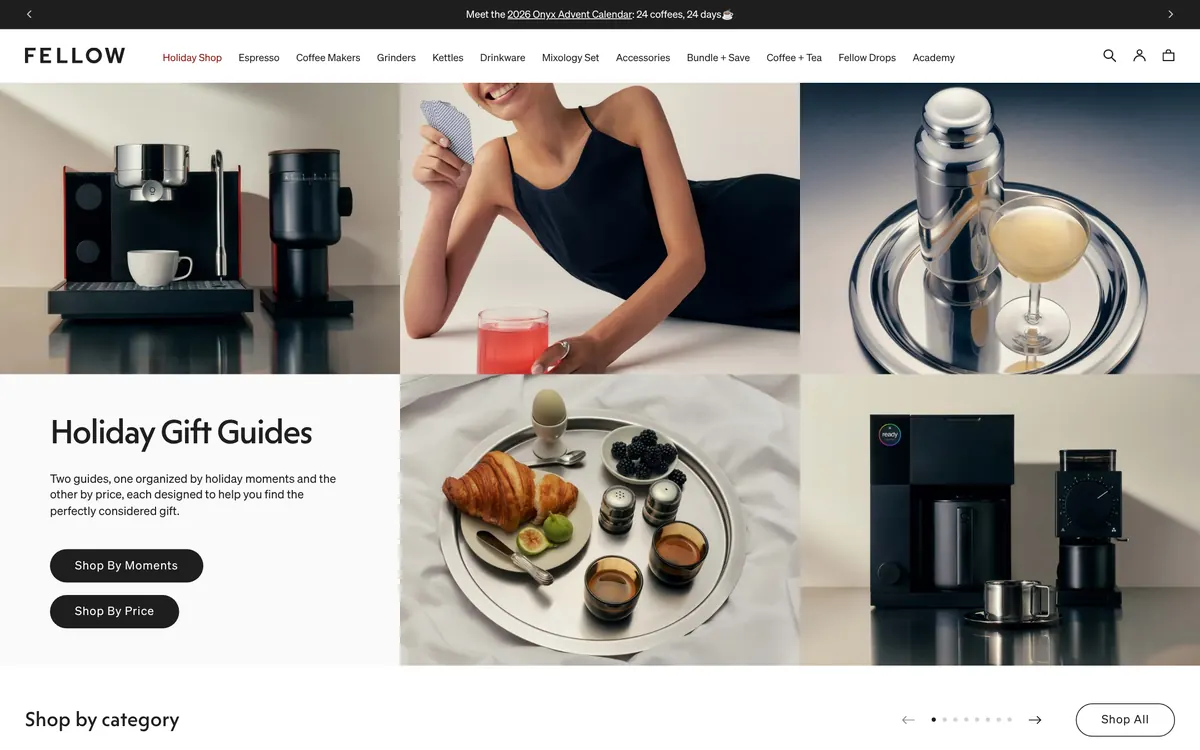 Meet the 2026 Onyx Advent Calendar: 24 coffees, 24 days☕
FELLOW
Holiday Shop Espresso Coffee Makers Grinders Kettles Drinkware Mixology Set Accessories Bundle + Save Coffee + Tea Fellow Drops Academy
Holiday Gift Guides
Two guides, one organized by holiday moments and the
other by price, each designed to help you find the
perfectly considered gift.
Shop By Moments
Shop By Price
ready
Shop by category
Shop All